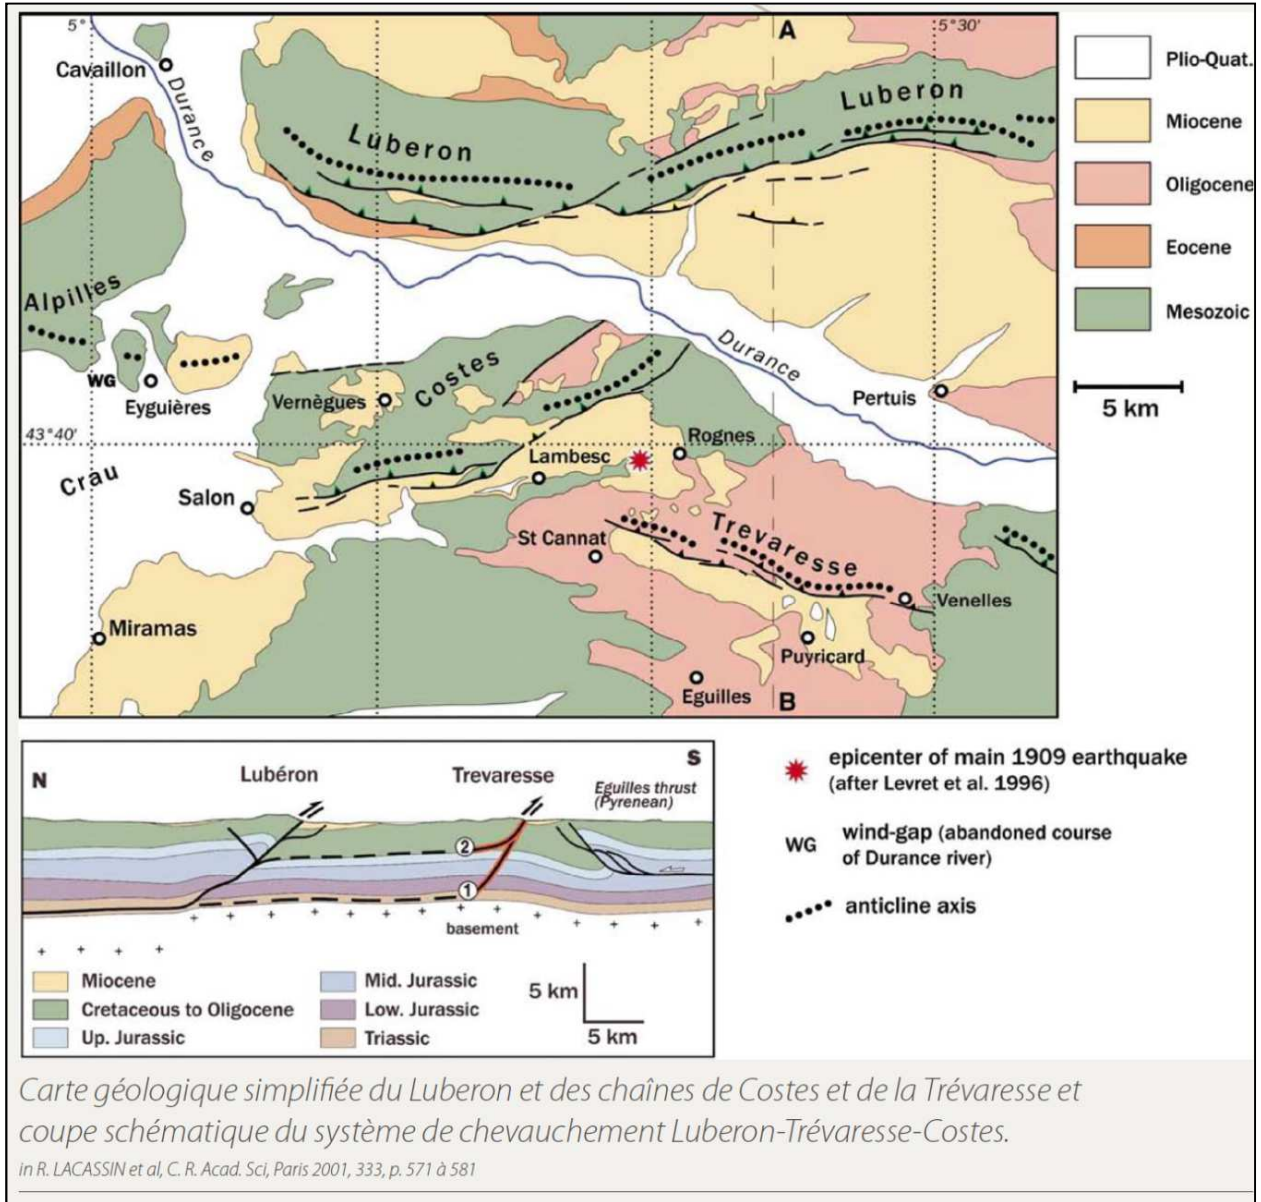 5°
A
5°30'
Cavaillon
Durance
Luberon
Luberon
Alpilles
WG
Eyguières
Vernègues
Costes
Durance
Pertuis
43°40'
Crau
Salon
Lambesc
Rognes
St Cannat
Trevaresse
Venelles
Miramas
Puyricard
Eguilles
B
Plio-Quat.
Miocene
Oligocene
Eocene
Mesozoic
5 km
N
Lubéron
Trevaresse
S
Eguilles thrust
(Pyrenean)
2
1
basement
Miocene
Cretaceous to Oligocene
Up. Jurassic
Mid. Jurassic
Low. Jurassic
Triassic
5 km
5 km
epicenter of main 1909 earthquake
(after Levret et al. 1996)
WG
wind-gap (abandoned course
of Durance river)
anticline axis
Carte géologique simplifiée du Luberon et des chaînes de Costes et de la Trévaresse et
coupe schématique du système de chevauchement Luberon-Trévaresse-Costes.
in R. LACASSIN et al, C. R. Acad. Sci, Paris 2001, 333, p. 571 à 581